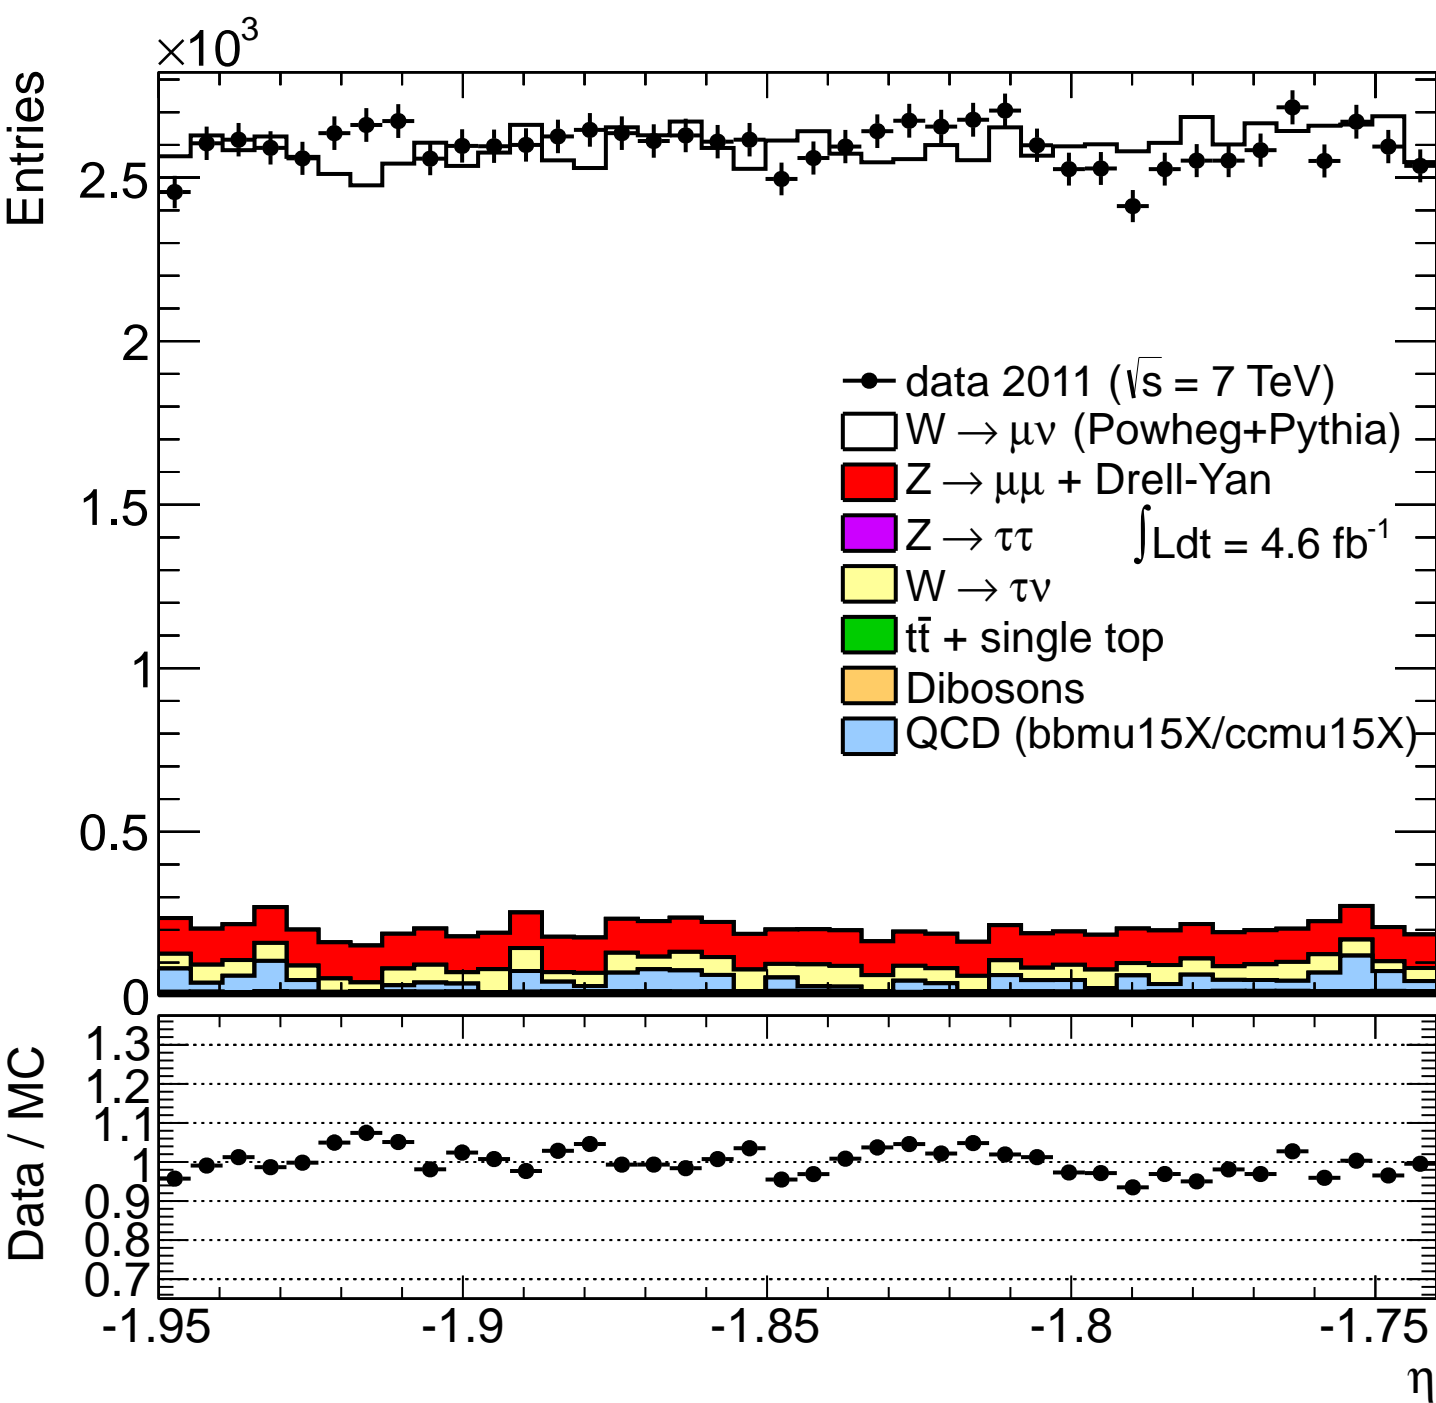 ×10³
Entries
2.5
2
1.5
1
0.5
0
data 2011 (√s = 7 TeV)
W → μν (Powheg+Pythia)
Z → μμ + Drell-Yan
Z → ττ
∫Ldt = 4.6 fb⁻¹
W → τν
tt̄ + single top
Dibosons
QCD (bbmu15X/ccmu15X)
Data / MC
1.3
1.2
1.1
1
0.9
0.8
0.7
-1.95 -1.9 -1.85 -1.8 -1.75
η